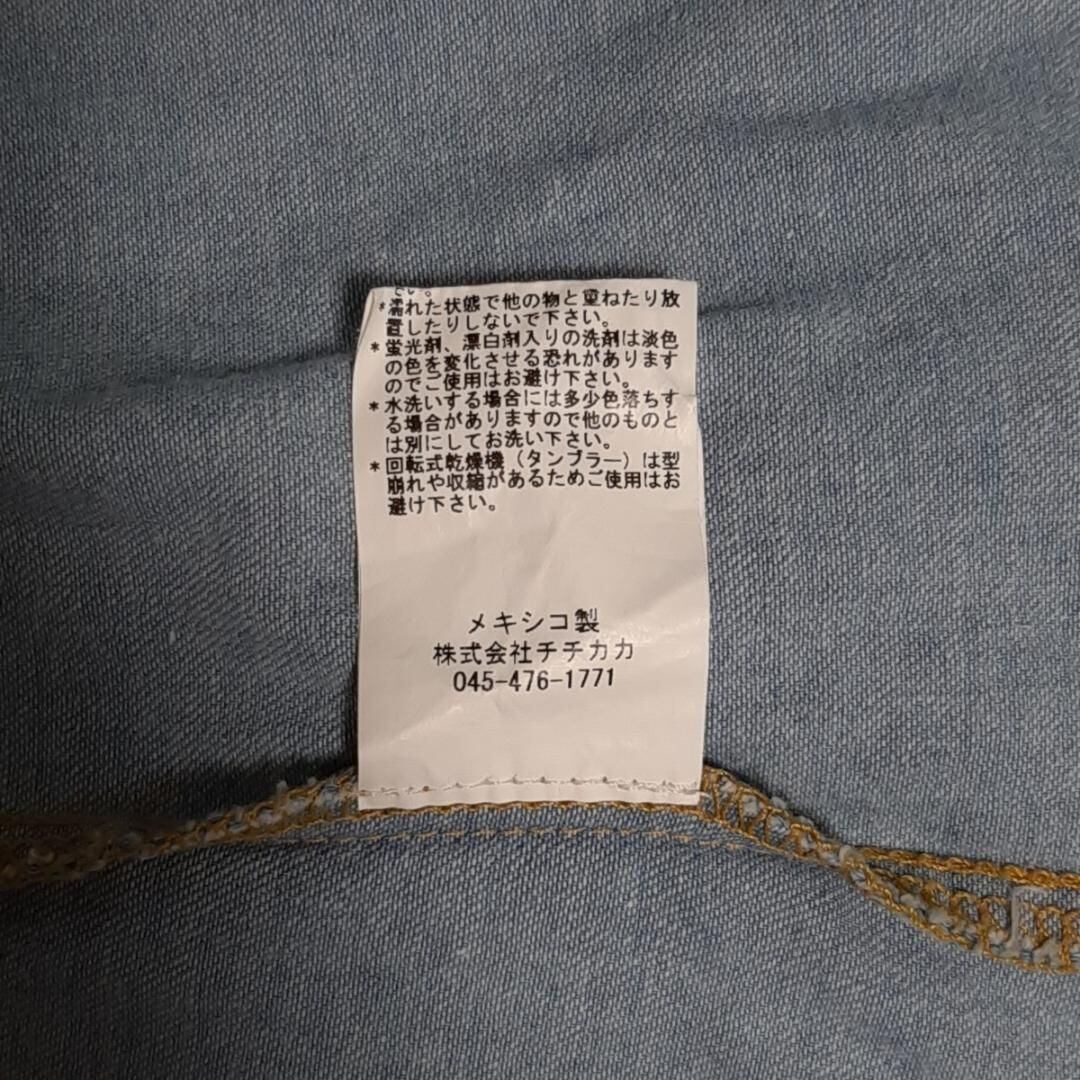 い。
*濡れた状態で他の物と重ねたり放
置したりしないで下さい。
*蛍光剤、漂白剤入りの洗剤は淡色
の色を変化させる恐れがあります
のでご使用はお避け下さい。
*水洗いする場合には多少色落ちす
る場合がありますので他のものと
は別にしてお洗い下さい。
*回転式乾燥機(タンブラー)は型
崩れや収縮があるためご使用はお
避け下さい。
メキシコ製
株式会社チチカカ
045-476-1771